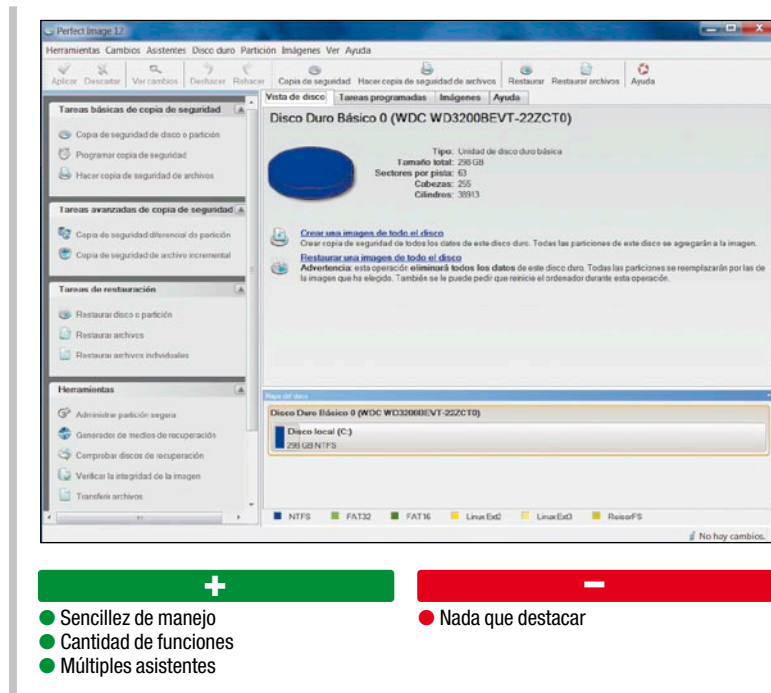 Perfect Image 12
Herramientas Cambios Asistentes Disco duro Partición Imágenes Ver Ayuda
Aplicar Descartar Ver cambios Deshacer Rehacer Copia de seguridad Hacer copia de seguridad de archivos Restaurar Restaurar archivos Ayuda
Tareas básicas de copia de seguridad
Copia de seguridad de disco o partición
Programar copia de seguridad
Hacer copia de seguridad de archivos
Tareas avanzadas de copia de seguridad
Copia de seguridad diferencial de partición
Copia de seguridad de archivo incremental
Tareas de restauración
Restaurar disco o partición
Restaurar archivos
Restaurar archivos individuales
Herramientas
Administrar partición segura
Generador de medios de recuperación
Comprobar discos de recuperación
Verificar la integridad de la imagen
Transferir archivos
Vista de disco Tareas programadas Imágenes Ayuda
Disco Duro Básico 0 (WDC WD3200BEVT-22ZCT0)
Tipo: Unidad de disco duro básica
Tamaño total: 298 GB
Sectores por pista: 63
Cabezas: 255
Cilindros: 38913
Crear una imagen de todo el disco
Crear copia de seguridad de todos los datos de este disco duro. Todas las particiones de este disco se agregarán a la imagen.
Restaurar una imagen de todo el disco
Advertencia: esta operación eliminará todos los datos de este disco duro. Todas las particiones se reemplazarán por las de
la imagen que ha elegido. También se le puede pedir que reinicie el ordenador durante esta operación.
Mapa del disco
Disco Duro Básico 0 (WDC WD3200BEVT-22ZCT0)
Disco local (C:)
298 GB NTFS
NTFS FAT32 FAT16 Linux Ext2 Linux Ext3 ReiserFS
No hay cambios.
+
Sencillez de manejo
Cantidad de funciones
Múltiples asistentes
−
Nada que destacar